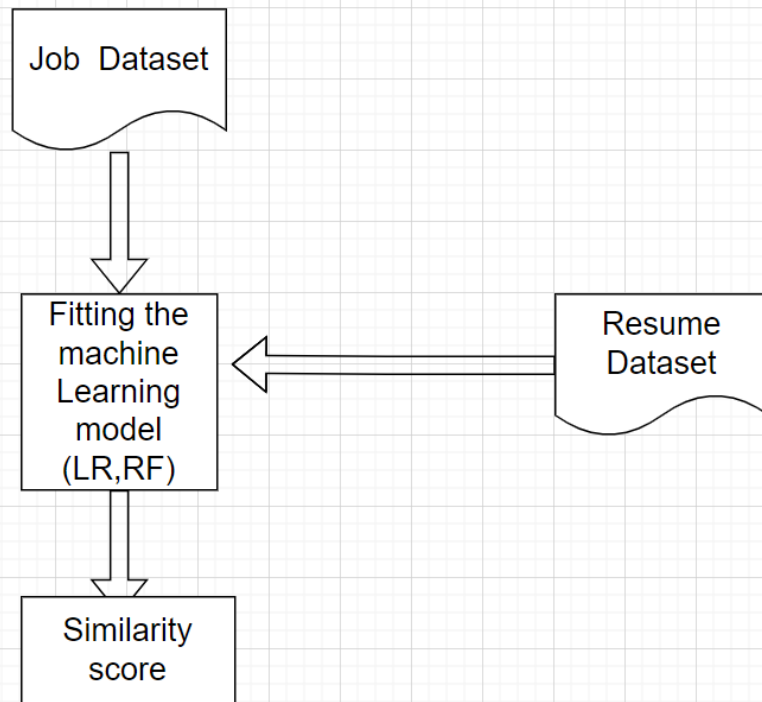 Job Dataset
Fitting the
machine
Learning
model
(LR,RF)
Resume
Dataset
Similarity
score